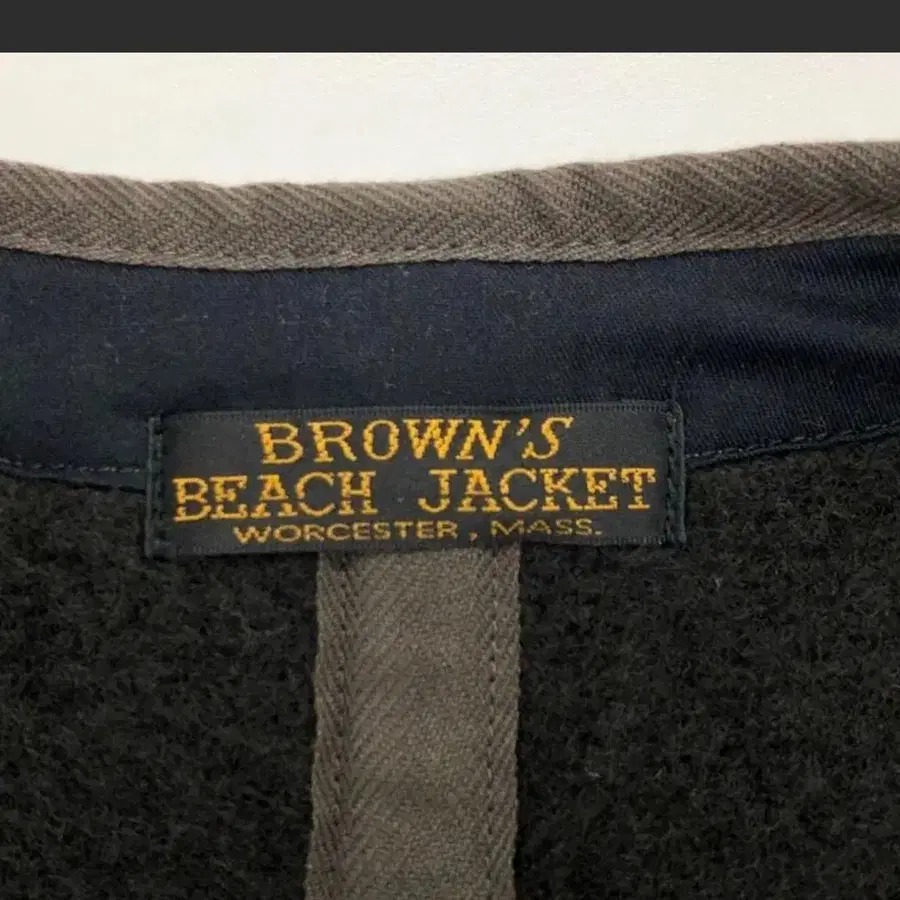 BROWN'S
BEACH JACKET
WORCESTER, MASS.